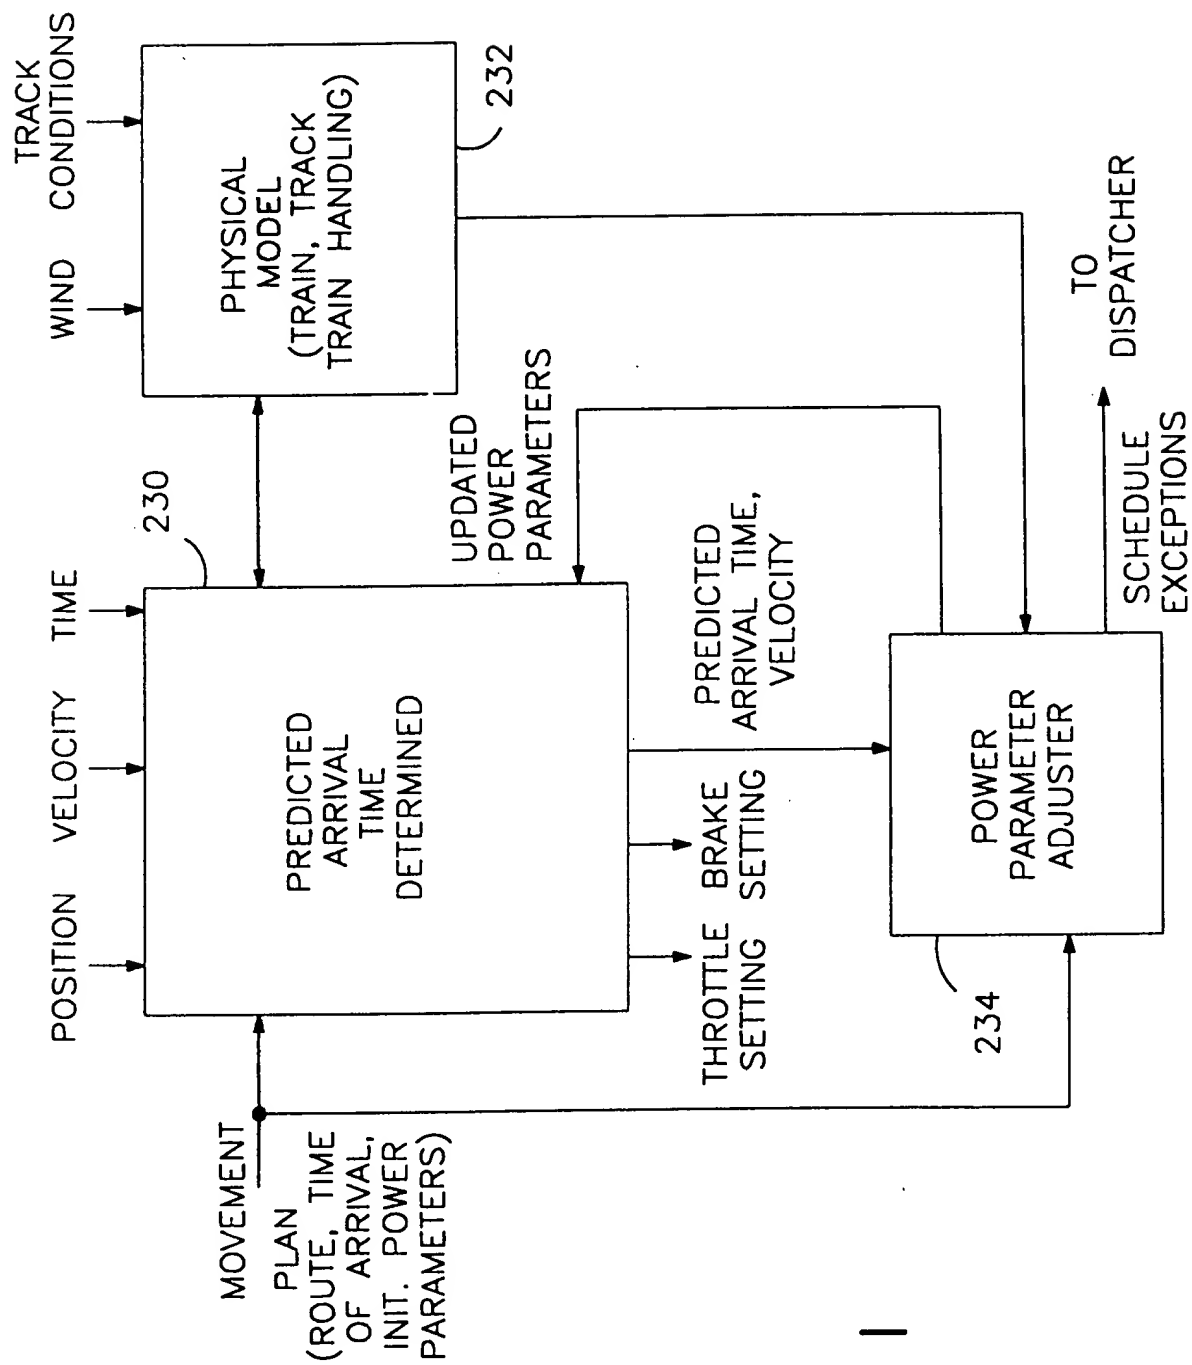 MOVEMENT
PLAN
(ROUTE, TIME
OF ARRIVAL,
INIT. POWER
PARAMETERS)
POSITION
VELOCITY
TIME
230
PREDICTED
ARRIVAL
TIME
DETERMINED
WIND
TRACK
CONDITIONS
PHYSICAL
MODEL
(TRAIN, TRACK
TRAIN HANDLING)
232
UPDATED
POWER
PARAMETERS
THROTTLE
SETTING
BRAKE
SETTING
PREDICTED
ARRIVAL TIME,
VELOCITY
234
POWER
PARAMETER
ADJUSTER
SCHEDULE
EXCEPTIONS
TO
DISPATCHER